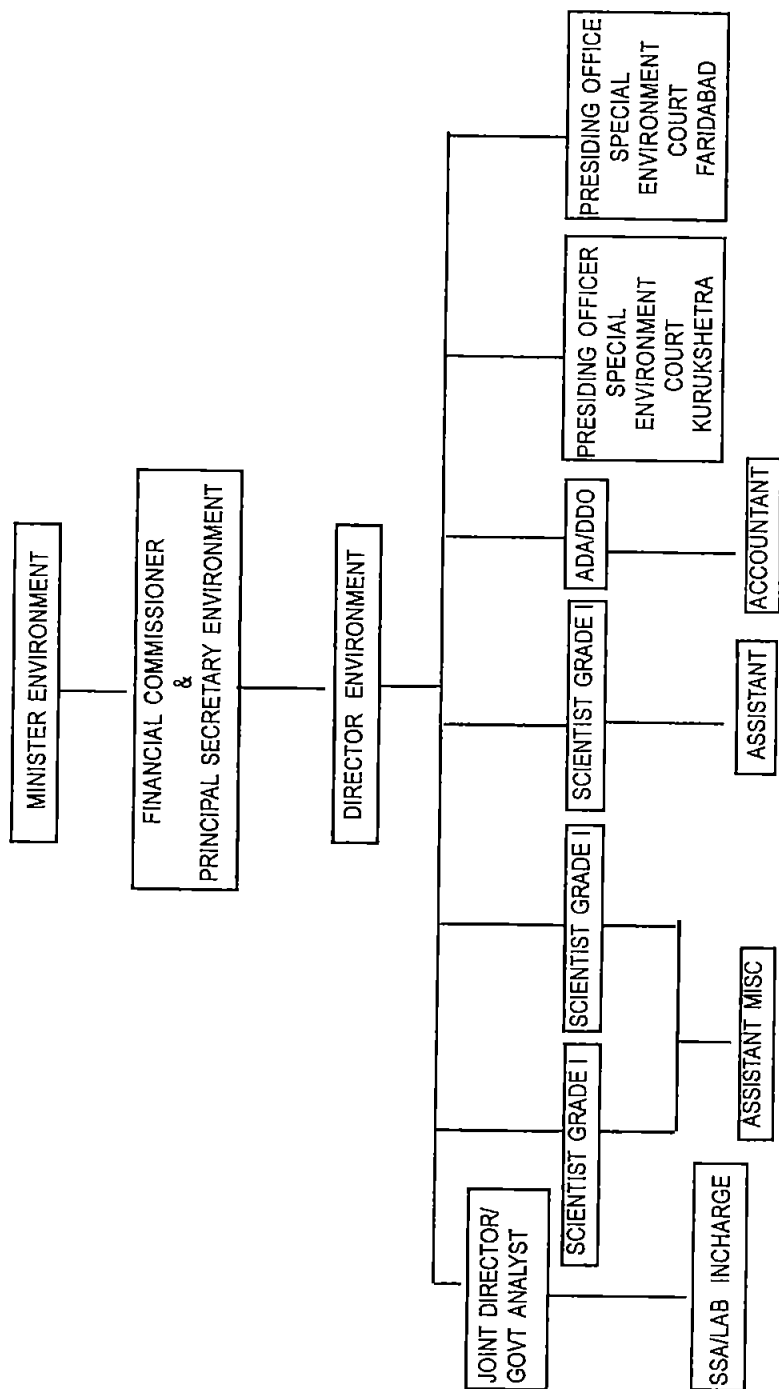 MINISTER ENVIRONMENT
FINANCIAL COMMISSIONER
&
PRINCIPAL SECRETARY ENVIRONMENT
DIRECTOR ENVIRONMENT
JOINT DIRECTOR/
GOVT ANALYST
SCIENTIST GRADE I
SCIENTIST GRADE I
SCIENTIST GRADE I
ADA/DDO
PRESIDING OFFICER
SPECIAL
ENVIRONMENT
COURT
KURUKSHETRA
PRESIDING OFFICE
SPECIAL
ENVIRONMENT
COURT
FARIDABAD
SSA/LAB INCHARGE
ASSISTANT MISC
ASSISTANT
ACCOUNTANT